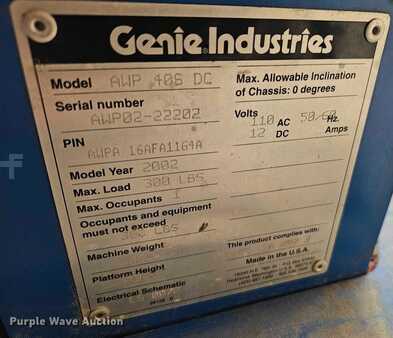 Genie Industries
Model AWP 40S DC
Serial number
AWP02-22202
PIN
AWPA 16AFA1164A
Model Year 2002
Max. Load 300 LBS
Max. Occupants 1
Occupants and equipment
must not exceed
LBS
Machine Weight
Platform Height
Electrical Schematic
Max. Allowable Inclination
of Chassis: 0 degrees
Volts
110 AC 50/60 Hz.
12 DC Amps
This product complies with
Made in the U.S.A.
Purple Wave Auction